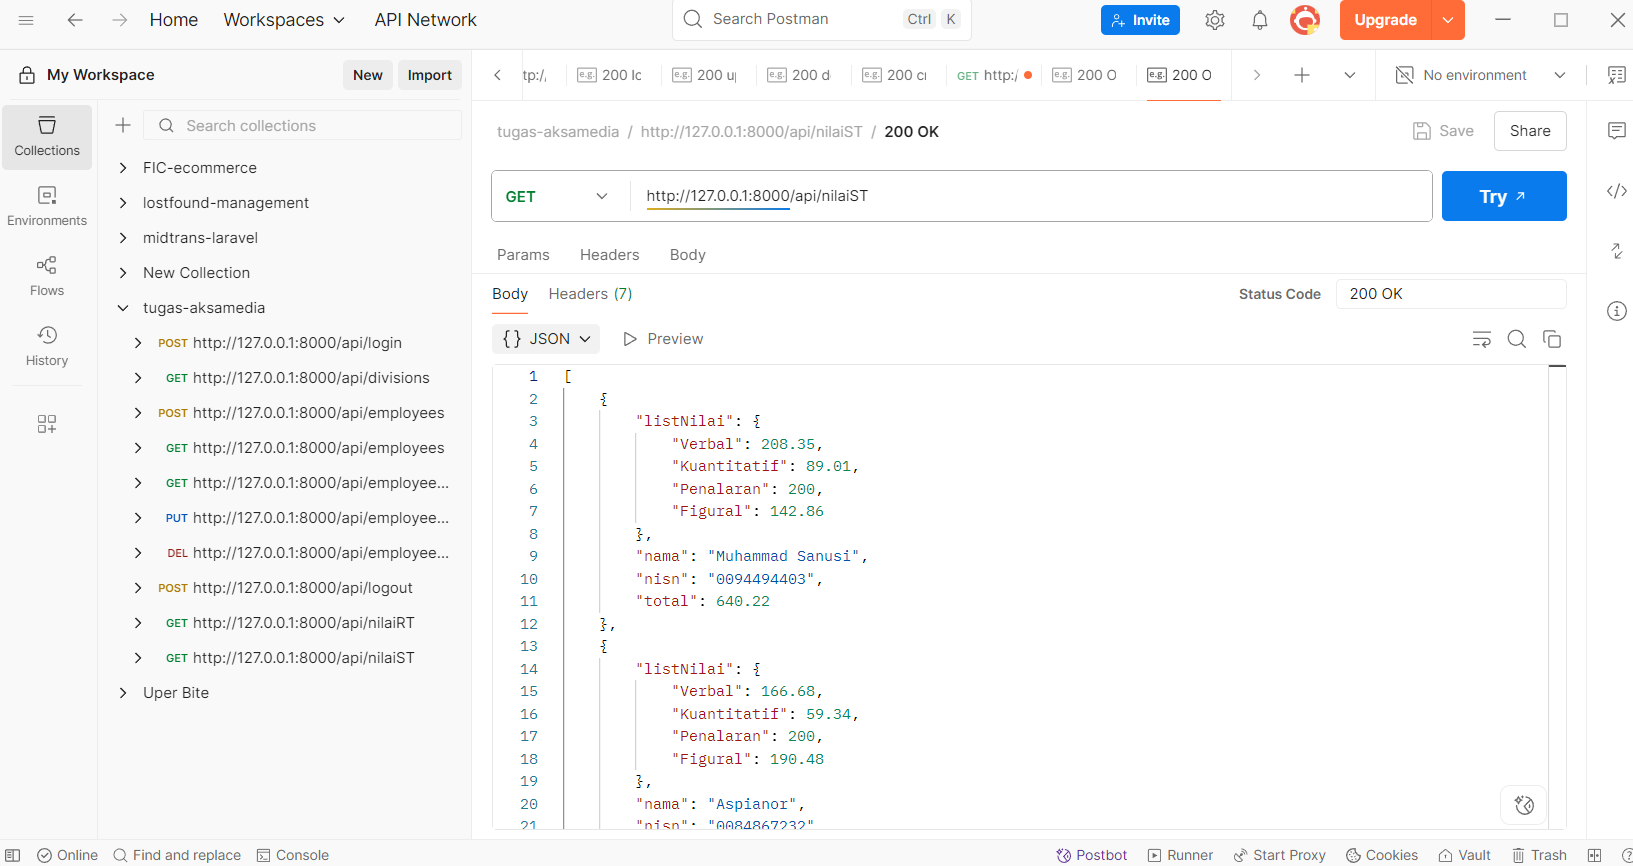 Home Workspaces API Network Search Postman Ctrl K Invite Upgrade
My Workspace New Import
tp:/, e.g. 200 lc e.g. 200 u e.g. 200 d e.g. 200 c GET http:/ e.g. 200 O e.g. 200 O No environment
Collections
Environments
Flows
History
Search collections
FIC-ecommerce
lostfound-management
midtrans-laravel
New Collection
tugas-aksamedia
POST http://127.0.0.1:8000/api/login
GET http://127.0.0.1:8000/api/divisions
POST http://127.0.0.1:8000/api/employees
GET http://127.0.0.1:8000/api/employees
GET http://127.0.0.1:8000/api/employee...
PUT http://127.0.0.1:8000/api/employee...
DEL http://127.0.0.1:8000/api/employee...
POST http://127.0.0.1:8000/api/logout
GET http://127.0.0.1:8000/api/nilaiRT
GET http://127.0.0.1:8000/api/nilaiST
Uper Bite
tugas-aksamedia / http://127.0.0.1:8000/api/nilaiST / 200 OK Save Share
GET http://127.0.0.1:8000/api/nilaiST Try
Params Headers Body
Body Headers (7) Status Code 200 OK
{} JSON Preview
1 [
2 {
3 "listNilai": {
4 "Verbal": 208.35,
5 "Kuantitatif": 89.01,
6 "Penalaran": 200,
7 "Figural": 142.86
8 },
9 "nama": "Muhammad Sanusi",
10 "nisn": "0094494403",
11 "total": 640.22
12 },
13 {
14 "listNilai": {
15 "Verbal": 166.68,
16 "Kuantitatif": 59.34,
17 "Penalaran": 200,
18 "Figural": 190.48
19 },
20 "nama": "Aspianor",
21 "nisn": "0084867232"
Online Find and replace Console Postbot Runner Start Proxy Cookies Vault Trash